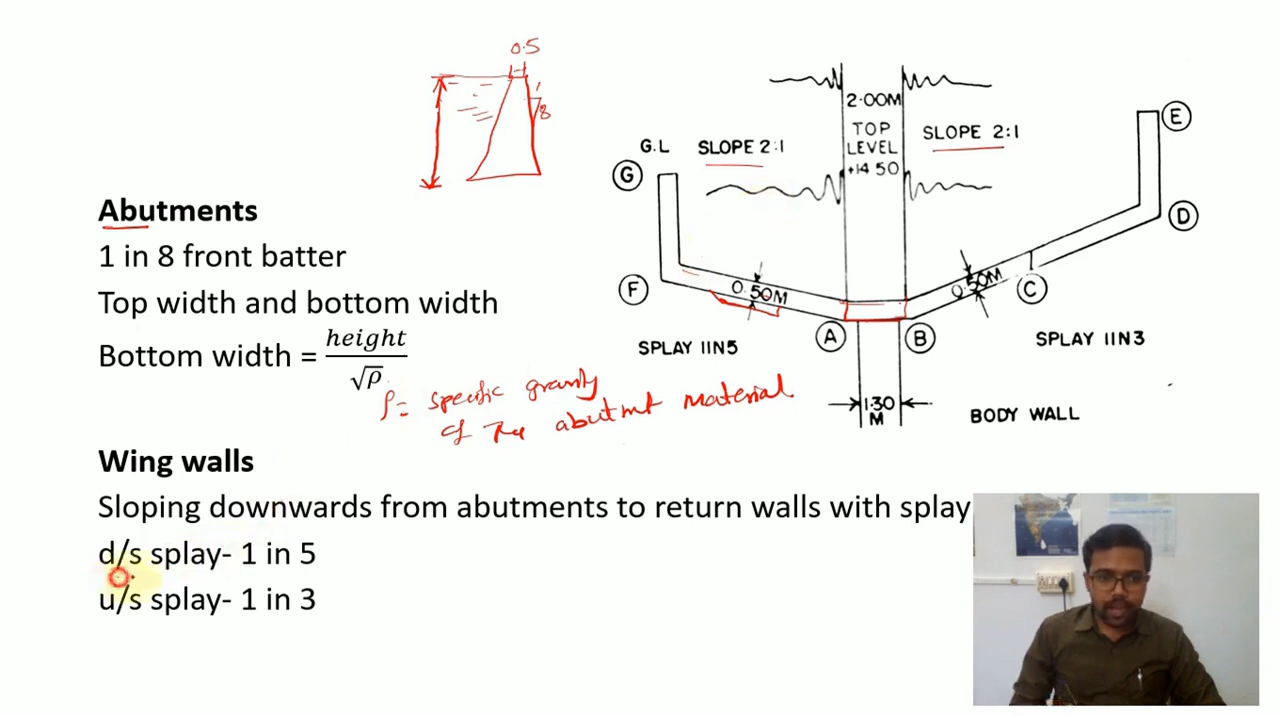 0.5
1
8
Abutments
1 in 8 front batter
Top width and bottom width
Bottom width = height/√ρ
ρ = specific gravity
of the abutmt material
Wing walls
Sloping downwards from abutments to return walls with splay
d/s splay- 1 in 5
u/s splay- 1 in 3
2·00M
TOP
LEVEL
+14 50
G.L
SLOPE 2:1
SLOPE 2:1
G
E
D
F
0.50M
0.50M
C
A
B
SPLAY 1IN5
SPLAY 1IN3
1·30
M
BODY WALL